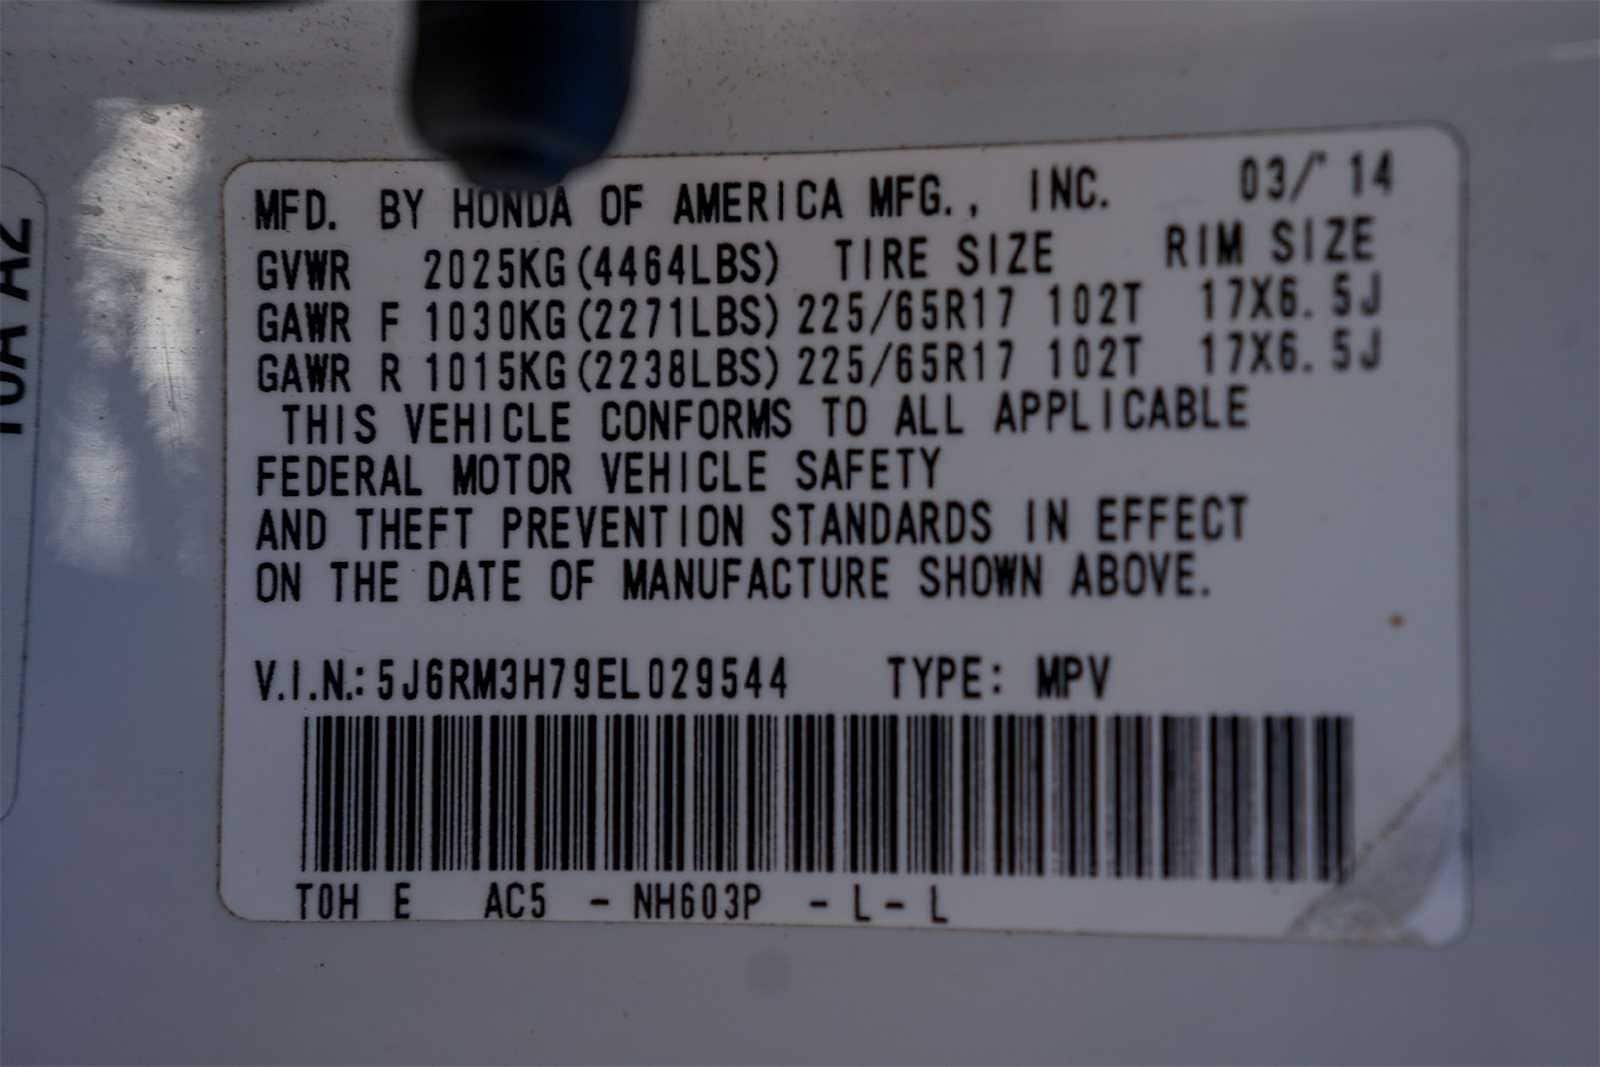 MFD. BY HONDA OF AMERICA MFG., INC. 03/'14
GVWR 2025KG(4464LBS) TIRE SIZE RIM SIZE
GAWR F 1030KG(2271LBS) 225/65R17 102T 17X6.5J
GAWR R 1015KG(2238LBS) 225/65R17 102T 17X6.5J
THIS VEHICLE CONFORMS TO ALL APPLICABLE
FEDERAL MOTOR VEHICLE SAFETY
AND THEFT PREVENTION STANDARDS IN EFFECT
ON THE DATE OF MANUFACTURE SHOWN ABOVE.
V.I.N.: 5J6RM3H79EL029544 TYPE: MPV
T0H E AC5 - NH603P - L - L
T0A A2